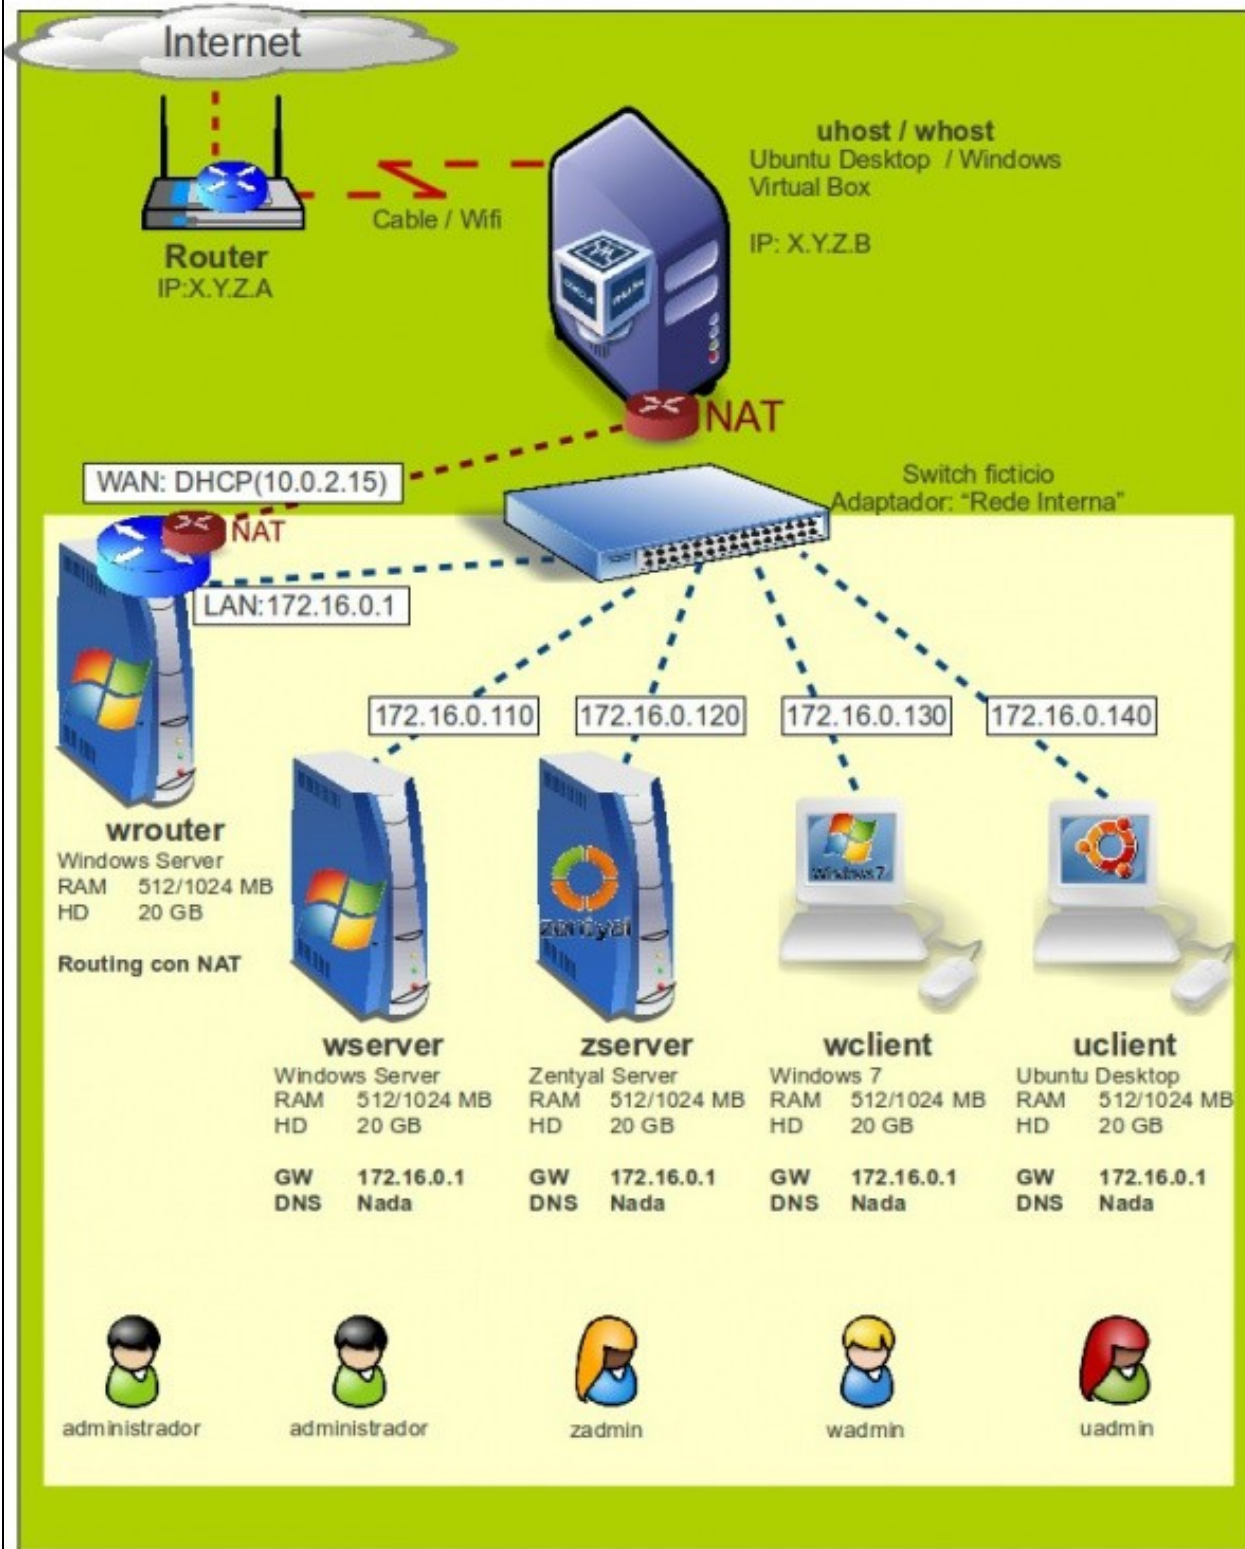 Internet
uhost / whost
Ubuntu Desktop / Windows
Virtual Box
IP: X.Y.Z.B
Cable / Wifi
Router
IP:X.Y.Z.A
NAT
WAN: DHCP(10.0.2.15)
Switch ficticio
Adaptador: “Rede Interna”
NAT
LAN:172.16.0.1
172.16.0.110
172.16.0.120
172.16.0.130
172.16.0.140
wrouter
Windows Server
RAM 512/1024 MB
HD 20 GB
Routing con NAT
Windows 7
zentyal
wserver
Windows Server
RAM 512/1024 MB
HD 20 GB
GW 172.16.0.1
DNS Nada
zserver
Zentyal Server
RAM 512/1024 MB
HD 20 GB
GW 172.16.0.1
DNS Nada
wclient
Windows 7
RAM 512/1024 MB
HD 20 GB
GW 172.16.0.1
DNS Nada
uclient
Ubuntu Desktop
RAM 512/1024 MB
HD 20 GB
GW 172.16.0.1
DNS Nada
administrador
administrador
zadmin
wadmin
uadmin